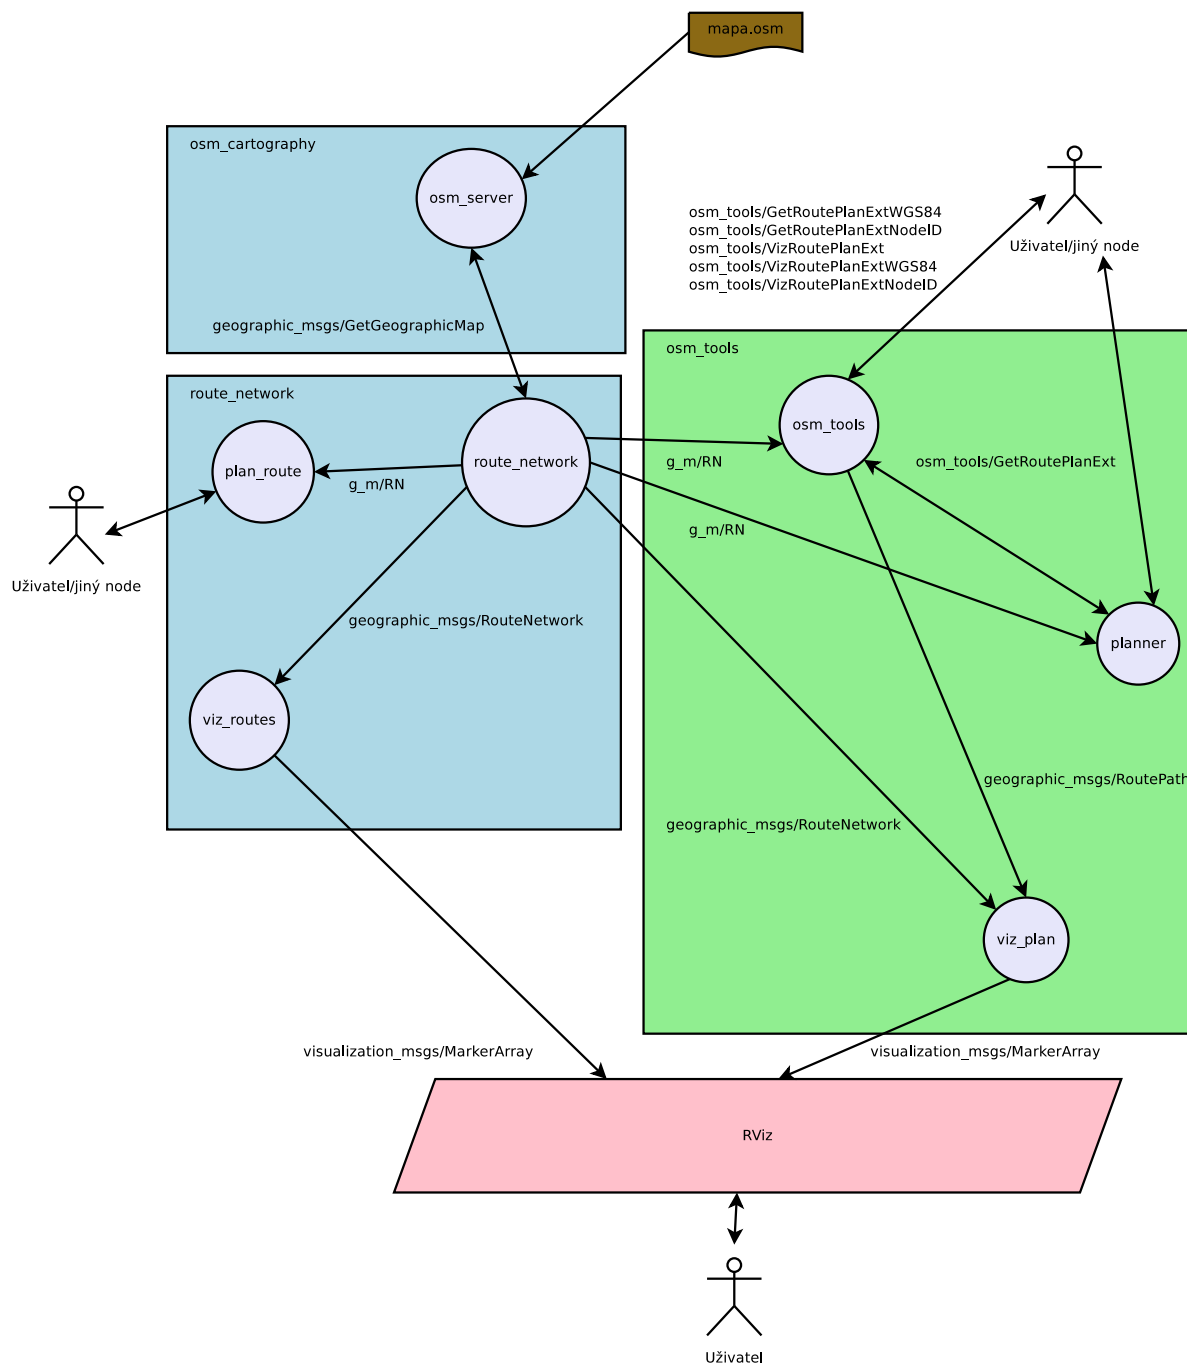 mapa.osm
osm_cartography
osm_server
osm_tools/GetRoutePlanExtWGS84
osm_tools/GetRoutePlanExtNodeID
osm_tools/VizRoutePlanExt
osm_tools/VizRoutePlanExtWGS84
osm_tools/VizRoutePlanExtNodeID
Uživatel/jiný node
geographic_msgs/GetGeographicMap
osm_tools
route_network
osm_tools
plan_route
route_network
g_m/RN
osm_tools/GetRoutePlanExt
g_m/RN
g_m/RN
Uživatel/jiný node
geographic_msgs/RouteNetwork
planner
viz_routes
geographic_msgs/RoutePath
geographic_msgs/RouteNetwork
viz_plan
visualization_msgs/MarkerArray
visualization_msgs/MarkerArray
RViz
Uživatel